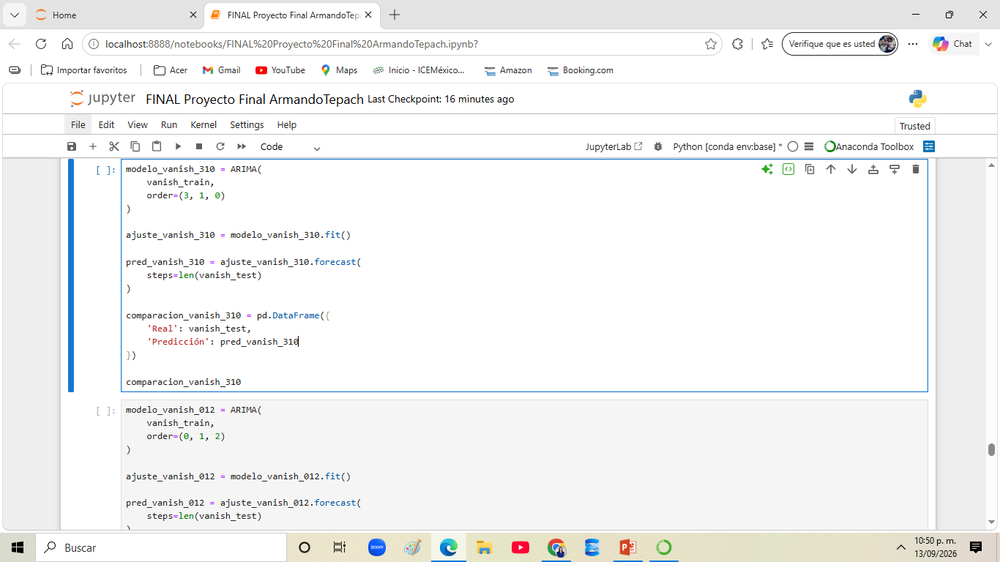 Home
FINAL Proyecto Final ArmandoTepa
localhost:8888/notebooks/FINAL%20Proyecto%20Final%20ArmandoTepach.ipynb?
Verifique que es usted
Chat
Importar favoritos
Acer
Gmail
YouTube
Maps
Inicio - ICEMéxico...
Amazon
Booking.com
jupyter
FINAL Proyecto Final ArmandoTepach Last Checkpoint: 16 minutes ago
File Edit View Run Kernel Settings Help
Trusted
Code
JupyterLab
Python [conda env:base] *
Anaconda Toolbox
[ ]:
modelo_vanish_310 = ARIMA(
vanish_train,
order=(3, 1, 0)
)
ajuste_vanish_310 = modelo_vanish_310.fit()
pred_vanish_310 = ajuste_vanish_310.forecast(
steps=len(vanish_test)
)
comparacion_vanish_310 = pd.DataFrame({
'Real': vanish_test,
'Predicción': pred_vanish_310
})
comparacion_vanish_310
[ ]:
modelo_vanish_012 = ARIMA(
vanish_train,
order=(0, 1, 2)
)
ajuste_vanish_012 = modelo_vanish_012.fit()
pred_vanish_012 = ajuste_vanish_012.forecast(
steps=len(vanish_test)
)
Buscar
zoom
10:50 p. m.
13/09/2026